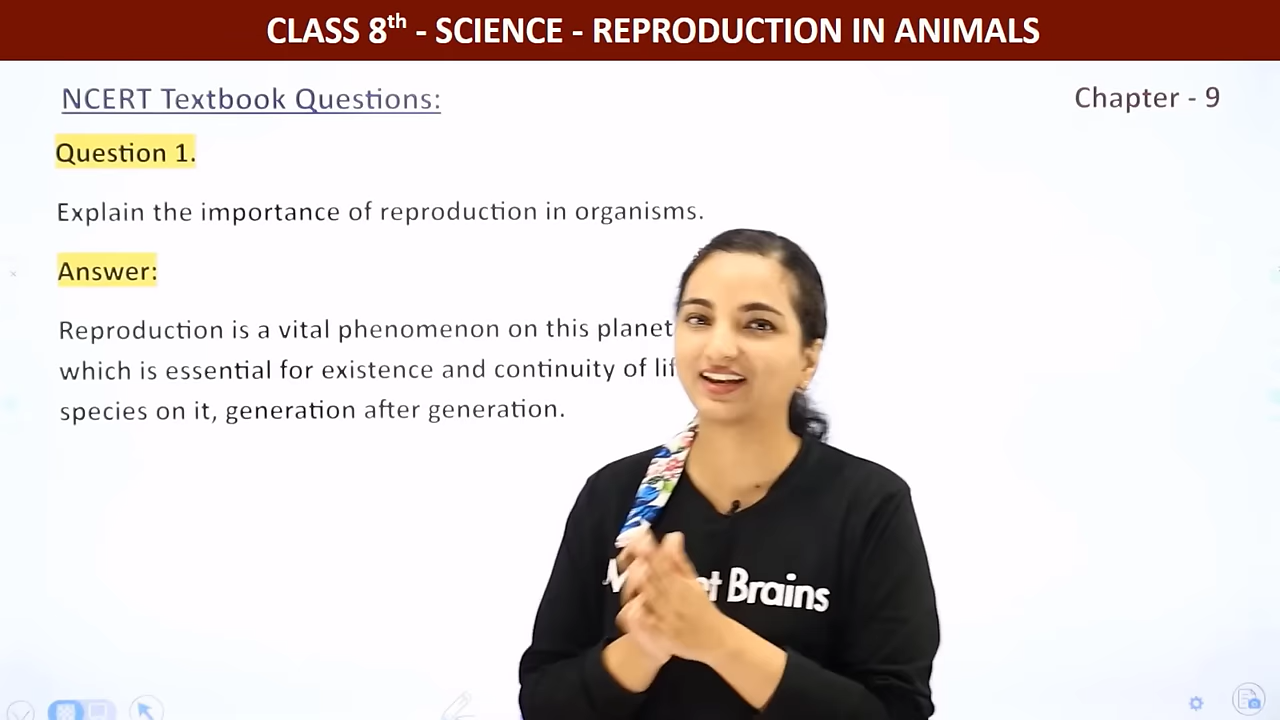 CLASS 8th - SCIENCE - REPRODUCTION IN ANIMALS
NCERT Textbook Questions:
Chapter - 9
Question 1.
Explain the importance of reproduction in organisms.
Answer:
Reproduction is a vital phenomenon on this planet
which is essential for existence and continuity of
species on it, generation after generation.
Brains